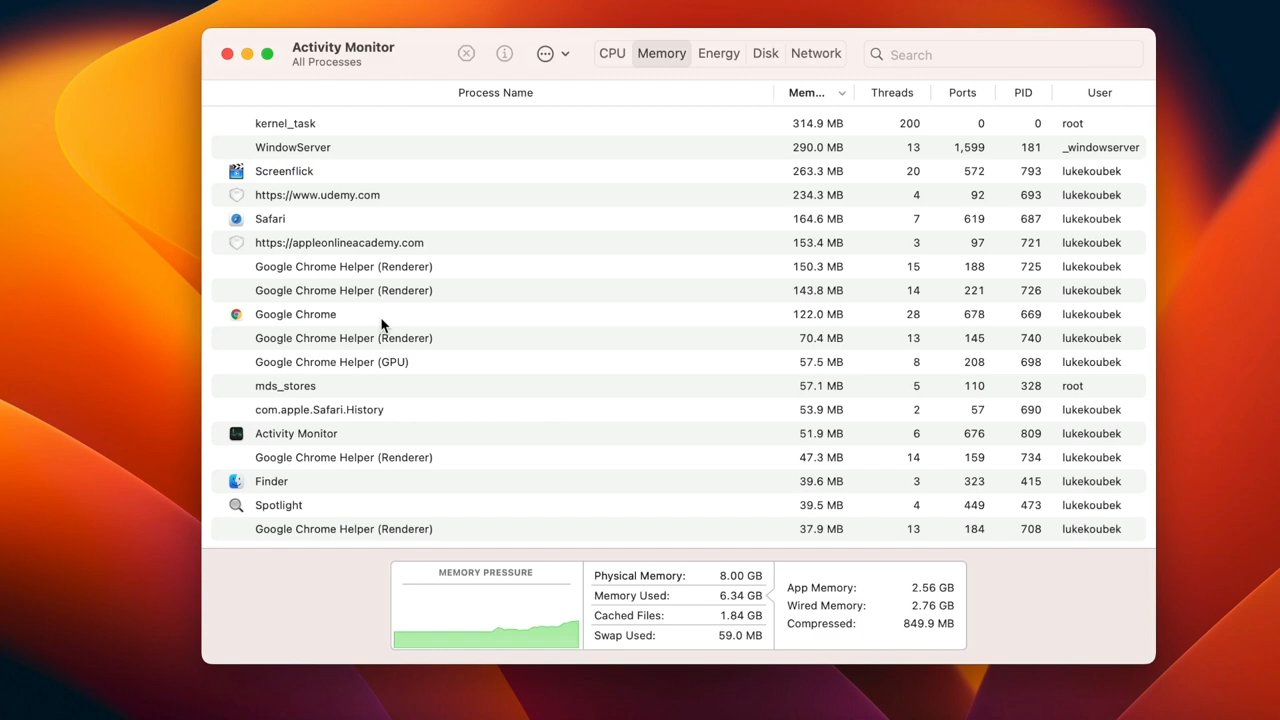 Activity Monitor
All Processes
CPU Memory Energy Disk Network Search
Process Name Mem... Threads Ports PID User
kernel_task 314.9 MB 200 0 0 root
WindowServer 290.0 MB 13 1,599 181 _windowserver
Screenflick 263.3 MB 20 572 793 lukekoubek
https://www.udemy.com 234.3 MB 4 92 693 lukekoubek
Safari 164.6 MB 7 619 687 lukekoubek
https://appleonlineacademy.com 153.4 MB 3 97 721 lukekoubek
Google Chrome Helper (Renderer) 150.3 MB 15 188 725 lukekoubek
Google Chrome Helper (Renderer) 143.8 MB 14 221 726 lukekoubek
Google Chrome 122.0 MB 28 678 669 lukekoubek
Google Chrome Helper (Renderer) 70.4 MB 13 145 740 lukekoubek
Google Chrome Helper (GPU) 57.5 MB 8 208 698 lukekoubek
mds_stores 57.1 MB 5 110 328 root
com.apple.Safari.History 53.9 MB 2 57 690 lukekoubek
Activity Monitor 51.9 MB 6 676 809 lukekoubek
Google Chrome Helper (Renderer) 47.3 MB 14 159 734 lukekoubek
Finder 39.6 MB 3 323 415 lukekoubek
Spotlight 39.5 MB 4 449 473 lukekoubek
Google Chrome Helper (Renderer) 37.9 MB 13 184 708 lukekoubek
MEMORY PRESSURE
Physical Memory: 8.00 GB
Memory Used: 6.34 GB
Cached Files: 1.84 GB
Swap Used: 59.0 MB
App Memory: 2.56 GB
Wired Memory: 2.76 GB
Compressed: 849.9 MB